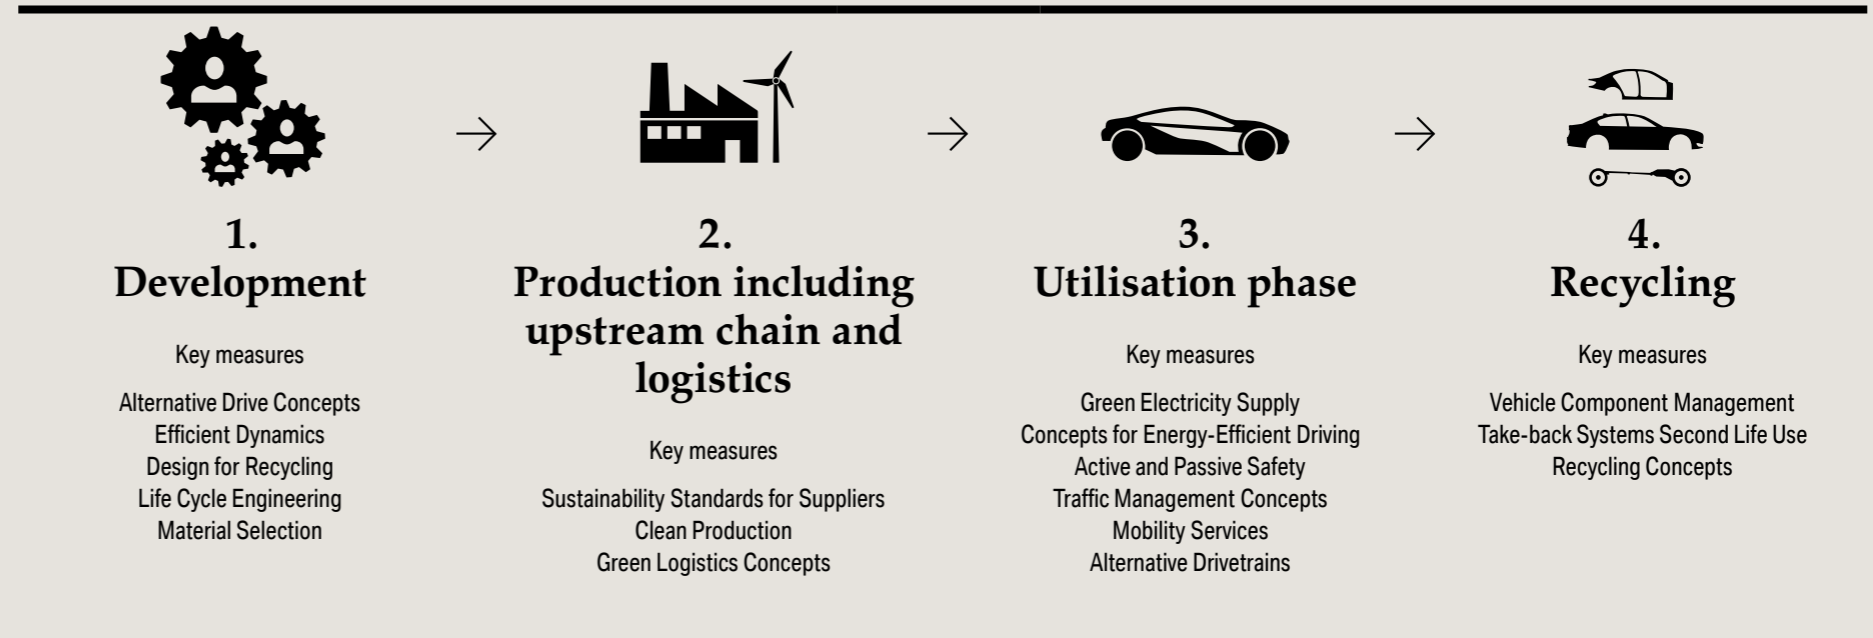 1.
Development
Key measures
Alternative Drive Concepts
Efficient Dynamics
Design for Recycling
Life Cycle Engineering
Material Selection
2.
Production including
upstream chain and
logistics
Key measures
Sustainability Standards for Suppliers
Clean Production
Green Logistics Concepts
3.
Utilisation phase
Key measures
Green Electricity Supply
Concepts for Energy-Efficient Driving
Active and Passive Safety
Traffic Management Concepts
Mobility Services
Alternative Drivetrains
4.
Recycling
Key measures
Vehicle Component Management
Take-back Systems Second Life Use
Recycling Concepts